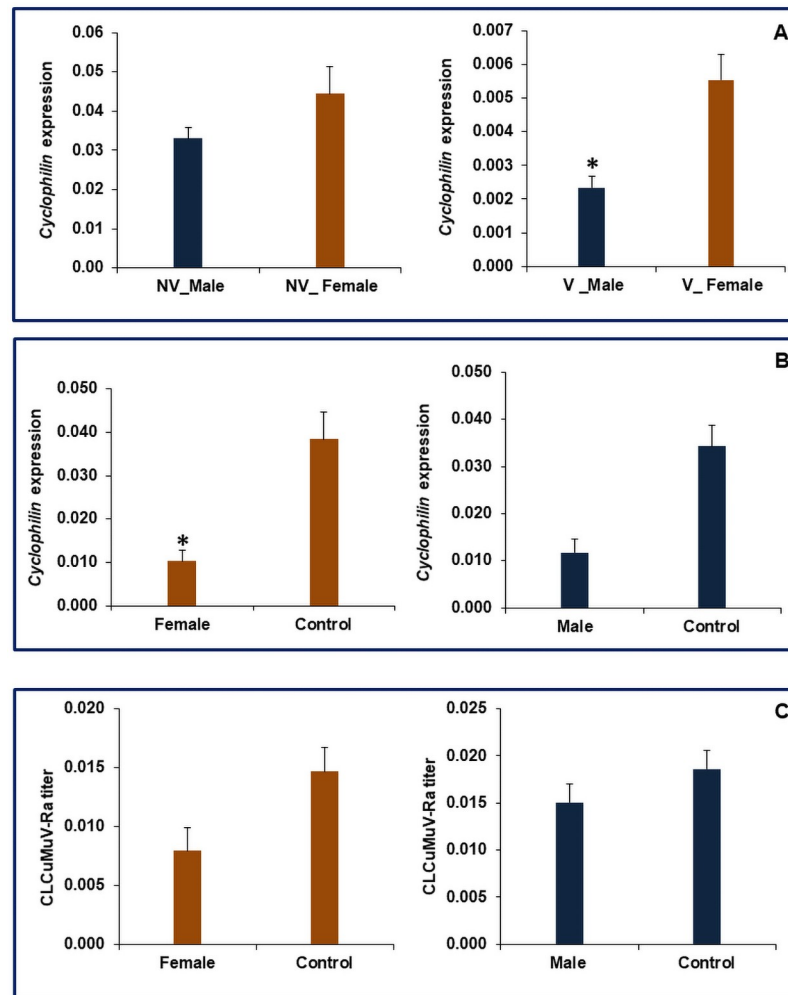 A
Cyclophilin expression
0.06
0.05
0.04
0.03
0.02
0.01
0.00
NV_Male
NV_ Female
Cyclophilin expression
0.007
0.006
0.005
0.004
0.003
0.002
0.001
0.000
*
V _Male
V_ Female
B
Cyclophilin expression
0.050
0.040
0.030
0.020
0.010
0.000
*
Female
Control
Cyclophilin expression
0.050
0.040
0.030
0.020
0.010
0.000
Male
Control
C
CLCuMuV-Ra titer
0.020
0.015
0.010
0.005
0.000
Female
Control
CLCuMuV-Ra titer
0.025
0.020
0.015
0.010
0.005
0.000
Male
Control